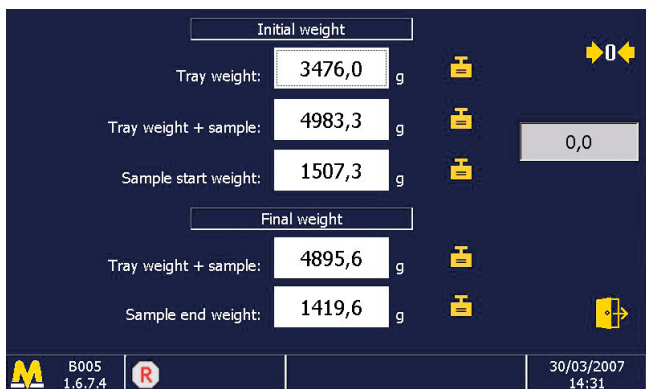 Initial weight
Tray weight: 3476,0 g
→0←
Tray weight + sample: 4983,3 g
0,0
Sample start weight: 1507,3 g
Final weight
Tray weight + sample: 4895,6 g
Sample end weight: 1419,6 g
B005
1.6.7.4
R
30/03/2007
14:31